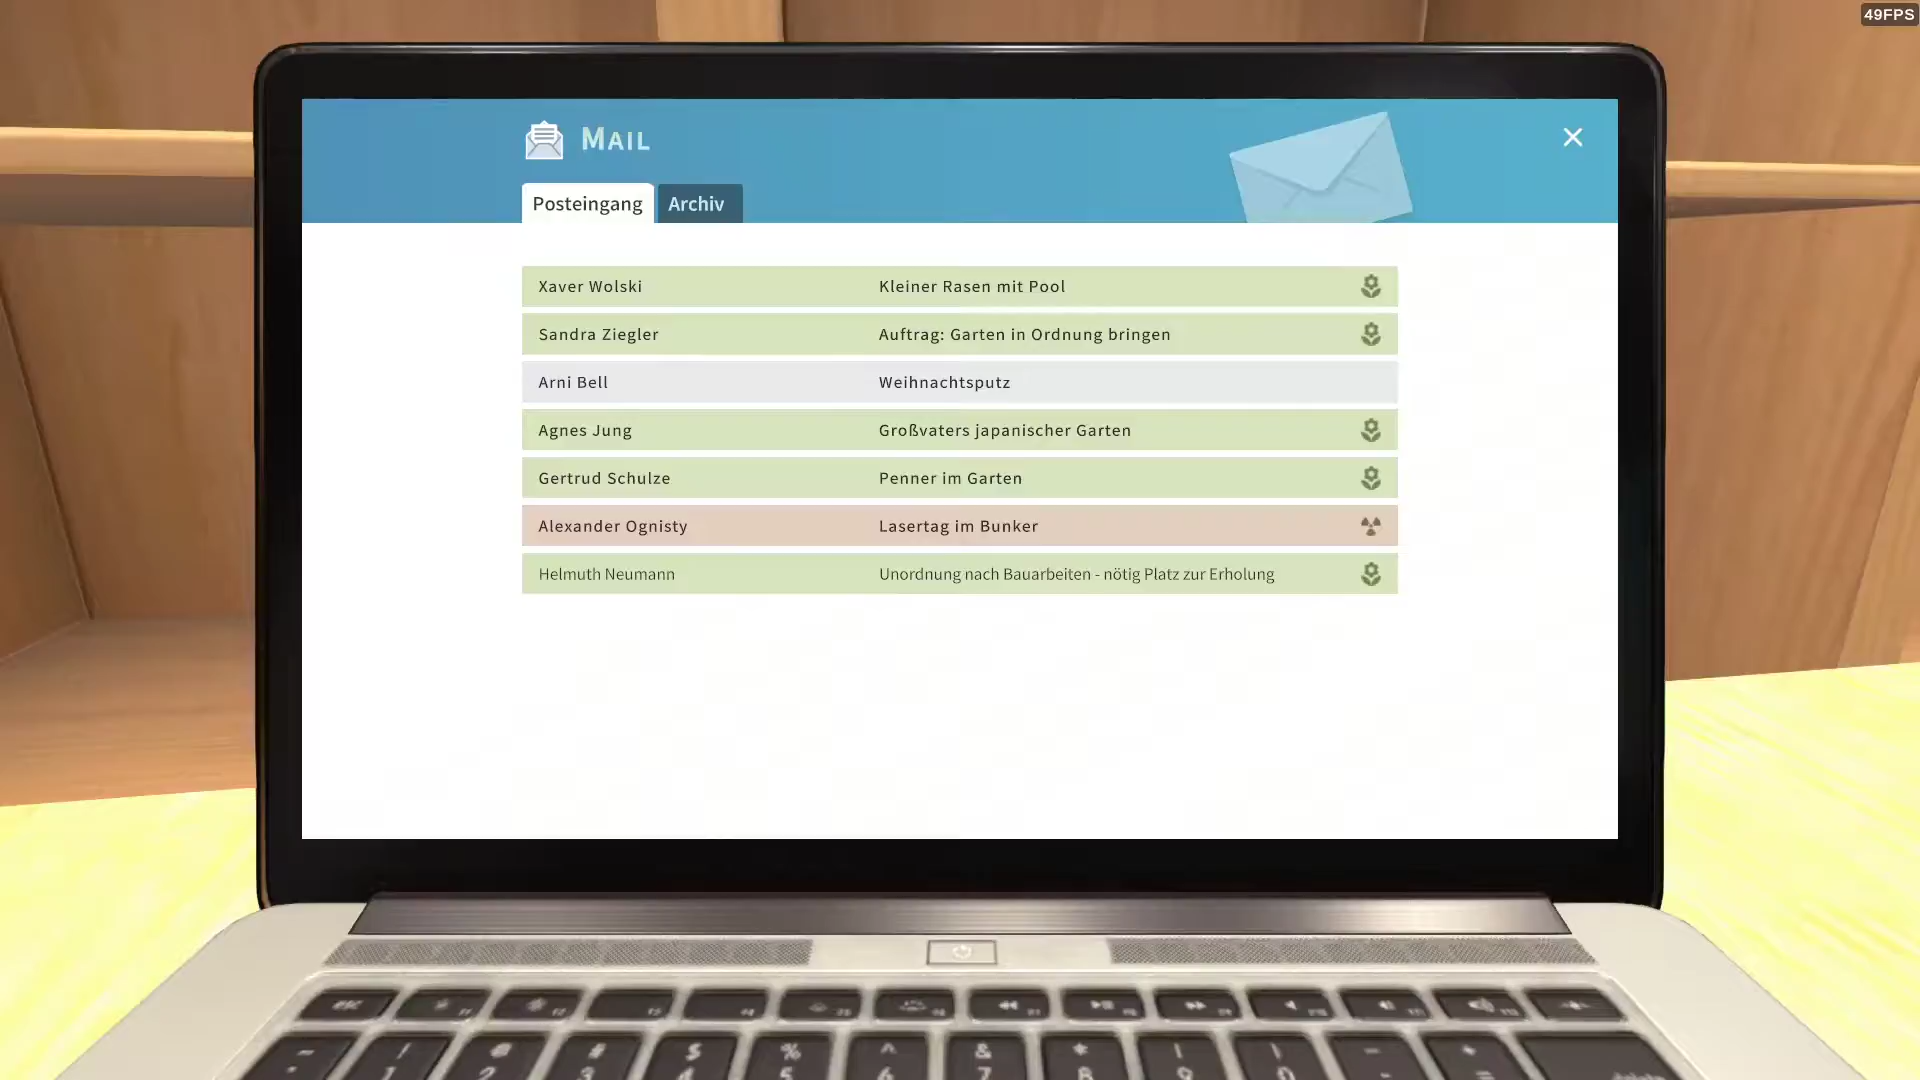 49FPS
MAIL
Posteingang Archiv
Xaver Wolski Kleiner Rasen mit Pool
Sandra Ziegler Auftrag: Garten in Ordnung bringen
Arni Bell Weihnachtsputz
Agnes Jung Großvaters japanischer Garten
Gertrud Schulze Penner im Garten
Alexander Ognisty Lasertag im Bunker
Helmuth Neumann Unordnung nach Bauarbeiten - nötig Platz zur Erholung